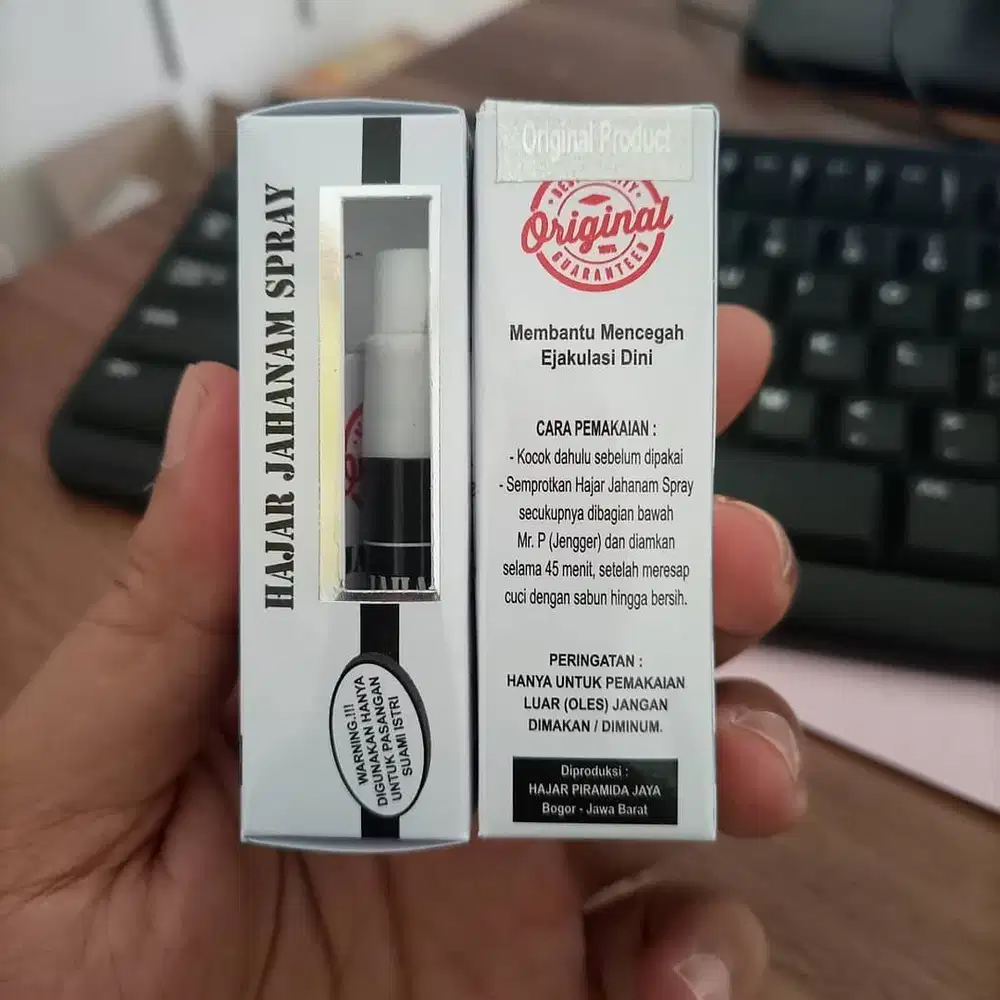 HAJAR JAHANAM SPRAY
WARNING.!!!
DIGUNAKAN HANYA
UNTUK PASANGAN
SUAMI ISTRI
Original Product
Original
100%
GUARANTEED
Membantu Mencegah
Ejakulasi Dini
CARA PEMAKAIAN :
- Kocok dahulu sebelum dipakai
- Semprotkan Hajar Jahanam Spray
secukupnya dibagian bawah
Mr. P (Jengger) dan diamkan
selama 45 menit, setelah meresap
cuci dengan sabun hingga bersih.
PERINGATAN :
HANYA UNTUK PEMAKAIAN
LUAR (OLES) JANGAN
DIMAKAN / DIMINUM.
Diproduksi :
HAJAR PIRAMIDA JAYA
Bogor - Jawa Barat